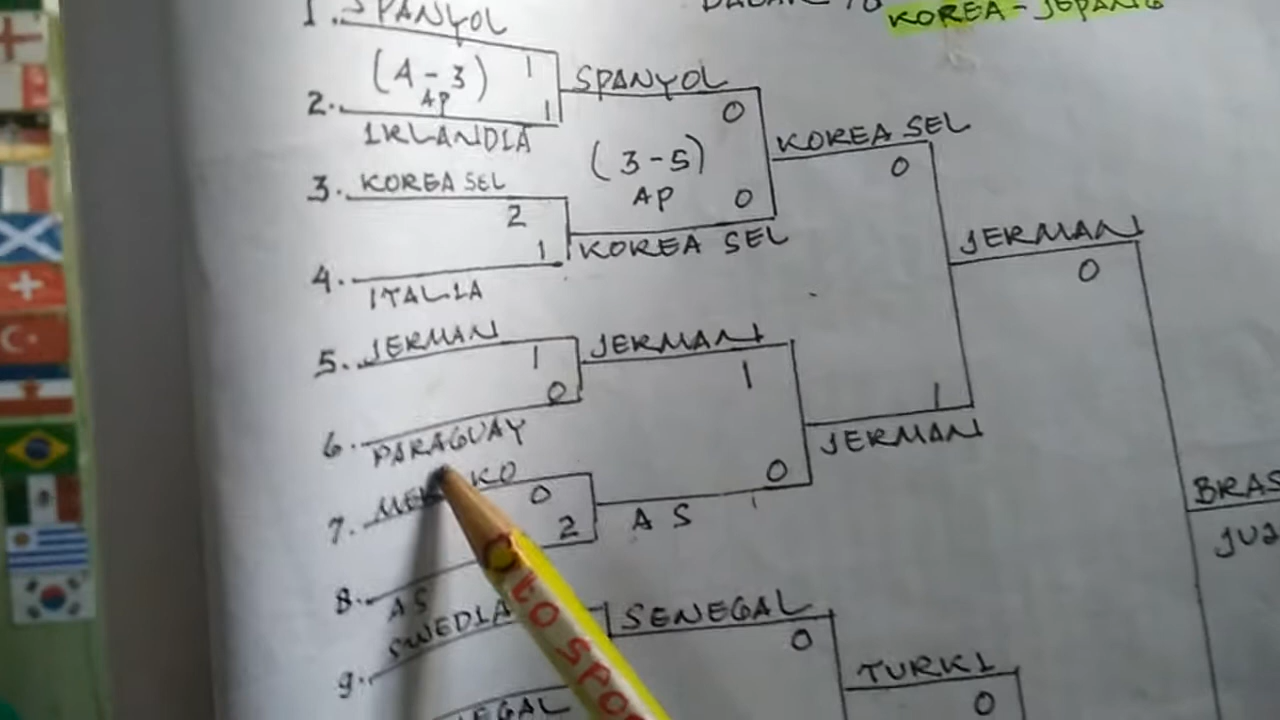 KOREA-JEPANG
1. SPANYOL
1
(4-3)
AP
1
2.
IRLANDIA
SPANYOL
0
(3-5)
AP
0
KOREA SEL
3. KOREA SEL
2
1
4.
ITALIA
KOREA SEL
0
JERMAN
0
5. JERMAN
1
0
6.
PARAGUAY
JERMAN
1
0
A S
1
JERMAN
7.
0
2
8.
AS
SWEDIA
9.
SENEGAL
0
TURKI
0
BRAS